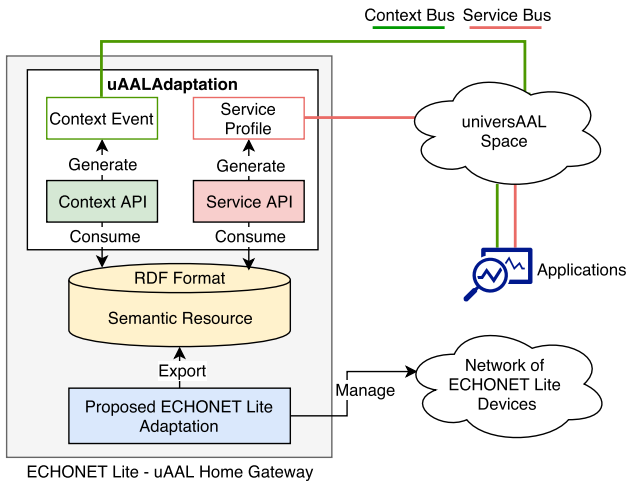 Context Bus Service Bus
uAALAdaptation
Context Event
Service
Profile
universAAL
Space
Generate
Generate
Context API
Service API
Consume
Consume
RDF Format
Applications
Semantic Resource
Export
Network of
ECHONET Lite
Devices
Manage
Proposed ECHONET Lite
Adaptation
ECHONET Lite - uAAL Home Gateway